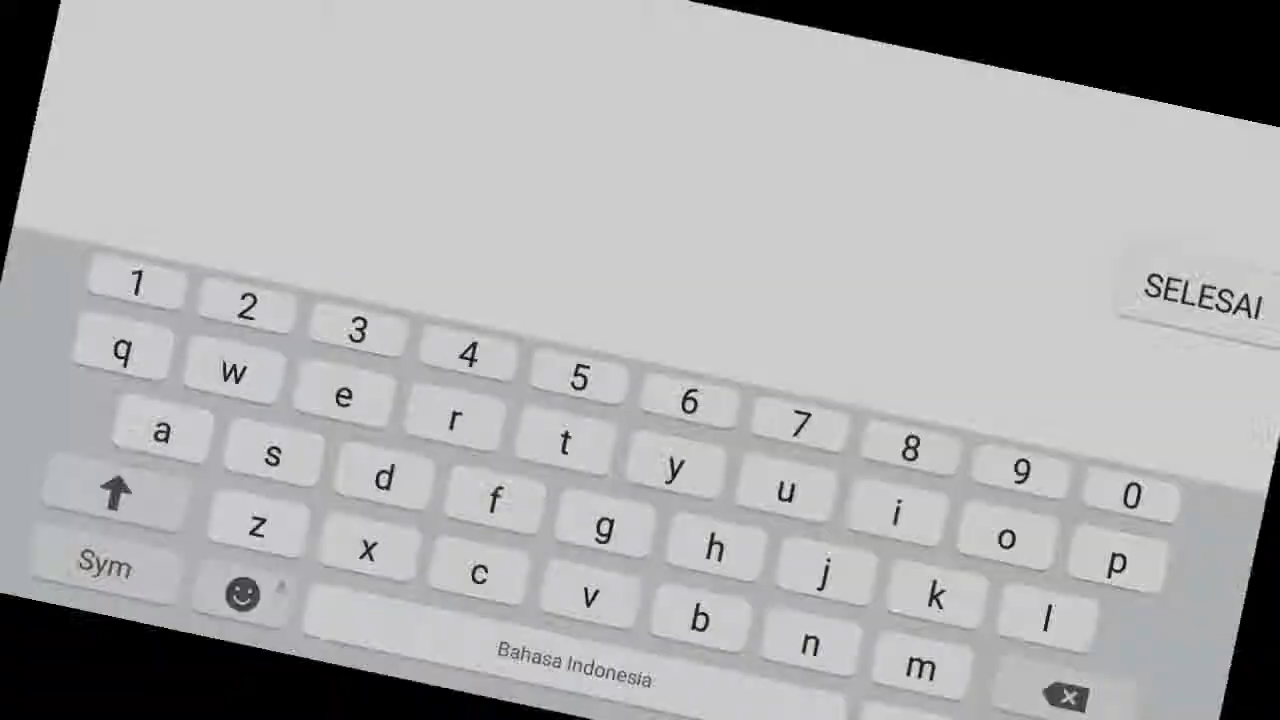 SELESAI
1 2 3 4 5 6 7 8 9 0
q w e r t y u i o p
a s d f g h j k l
z x c v b n m
Sym
Bahasa Indonesia